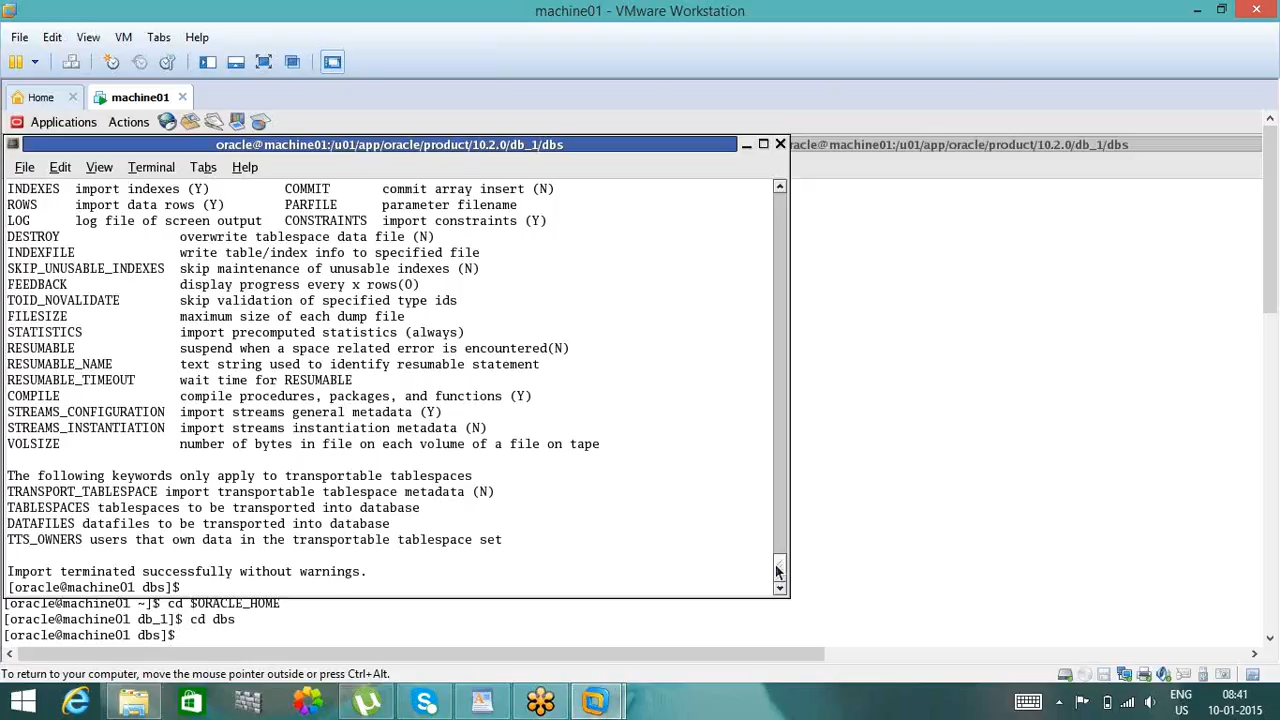 machine01 - VMware Workstation
File Edit View VM Tabs Help
Home machine01
Applications Actions
oracle@machine01:/u01/app/oracle/product/10.2.0/db_1/dbs
racle@machine01:/u01/app/oracle/product/10.2.0/db_1/dbs
File Edit View Terminal Tabs Help
INDEXES import indexes (Y) COMMIT commit array insert (N)
ROWS import data rows (Y) PARFILE parameter filename
LOG log file of screen output CONSTRAINTS import constraints (Y)
DESTROY overwrite tablespace data file (N)
INDEXFILE write table/index info to specified file
SKIP_UNUSABLE_INDEXES skip maintenance of unusable indexes (N)
FEEDBACK display progress every x rows(0)
TOID_NOVALIDATE skip validation of specified type ids
FILESIZE maximum size of each dump file
STATISTICS import precomputed statistics (always)
RESUMABLE suspend when a space related error is encountered(N)
RESUMABLE_NAME text string used to identify resumable statement
RESUMABLE_TIMEOUT wait time for RESUMABLE
COMPILE compile procedures, packages, and functions (Y)
STREAMS_CONFIGURATION import streams general metadata (Y)
STREAMS_INSTANTIATION import streams instantiation metadata (N)
VOLSIZE number of bytes in file on each volume of a file on tape
The following keywords only apply to transportable tablespaces
TRANSPORT_TABLESPACE import transportable tablespace metadata (N)
TABLESPACES tablespaces to be transported into database
DATAFILES datafiles to be transported into database
TTS_OWNERS users that own data in the transportable tablespace set
Import terminated successfully without warnings.
[oracle@machine01 dbs]$
[oracle@machine01 ~]$ cd $ORACLE_HOME
[oracle@machine01 db_1]$ cd dbs
[oracle@machine01 dbs]$
To return to your computer, move the mouse pointer outside or press Ctrl+Alt.
ENG 08:41
US 10-01-2015